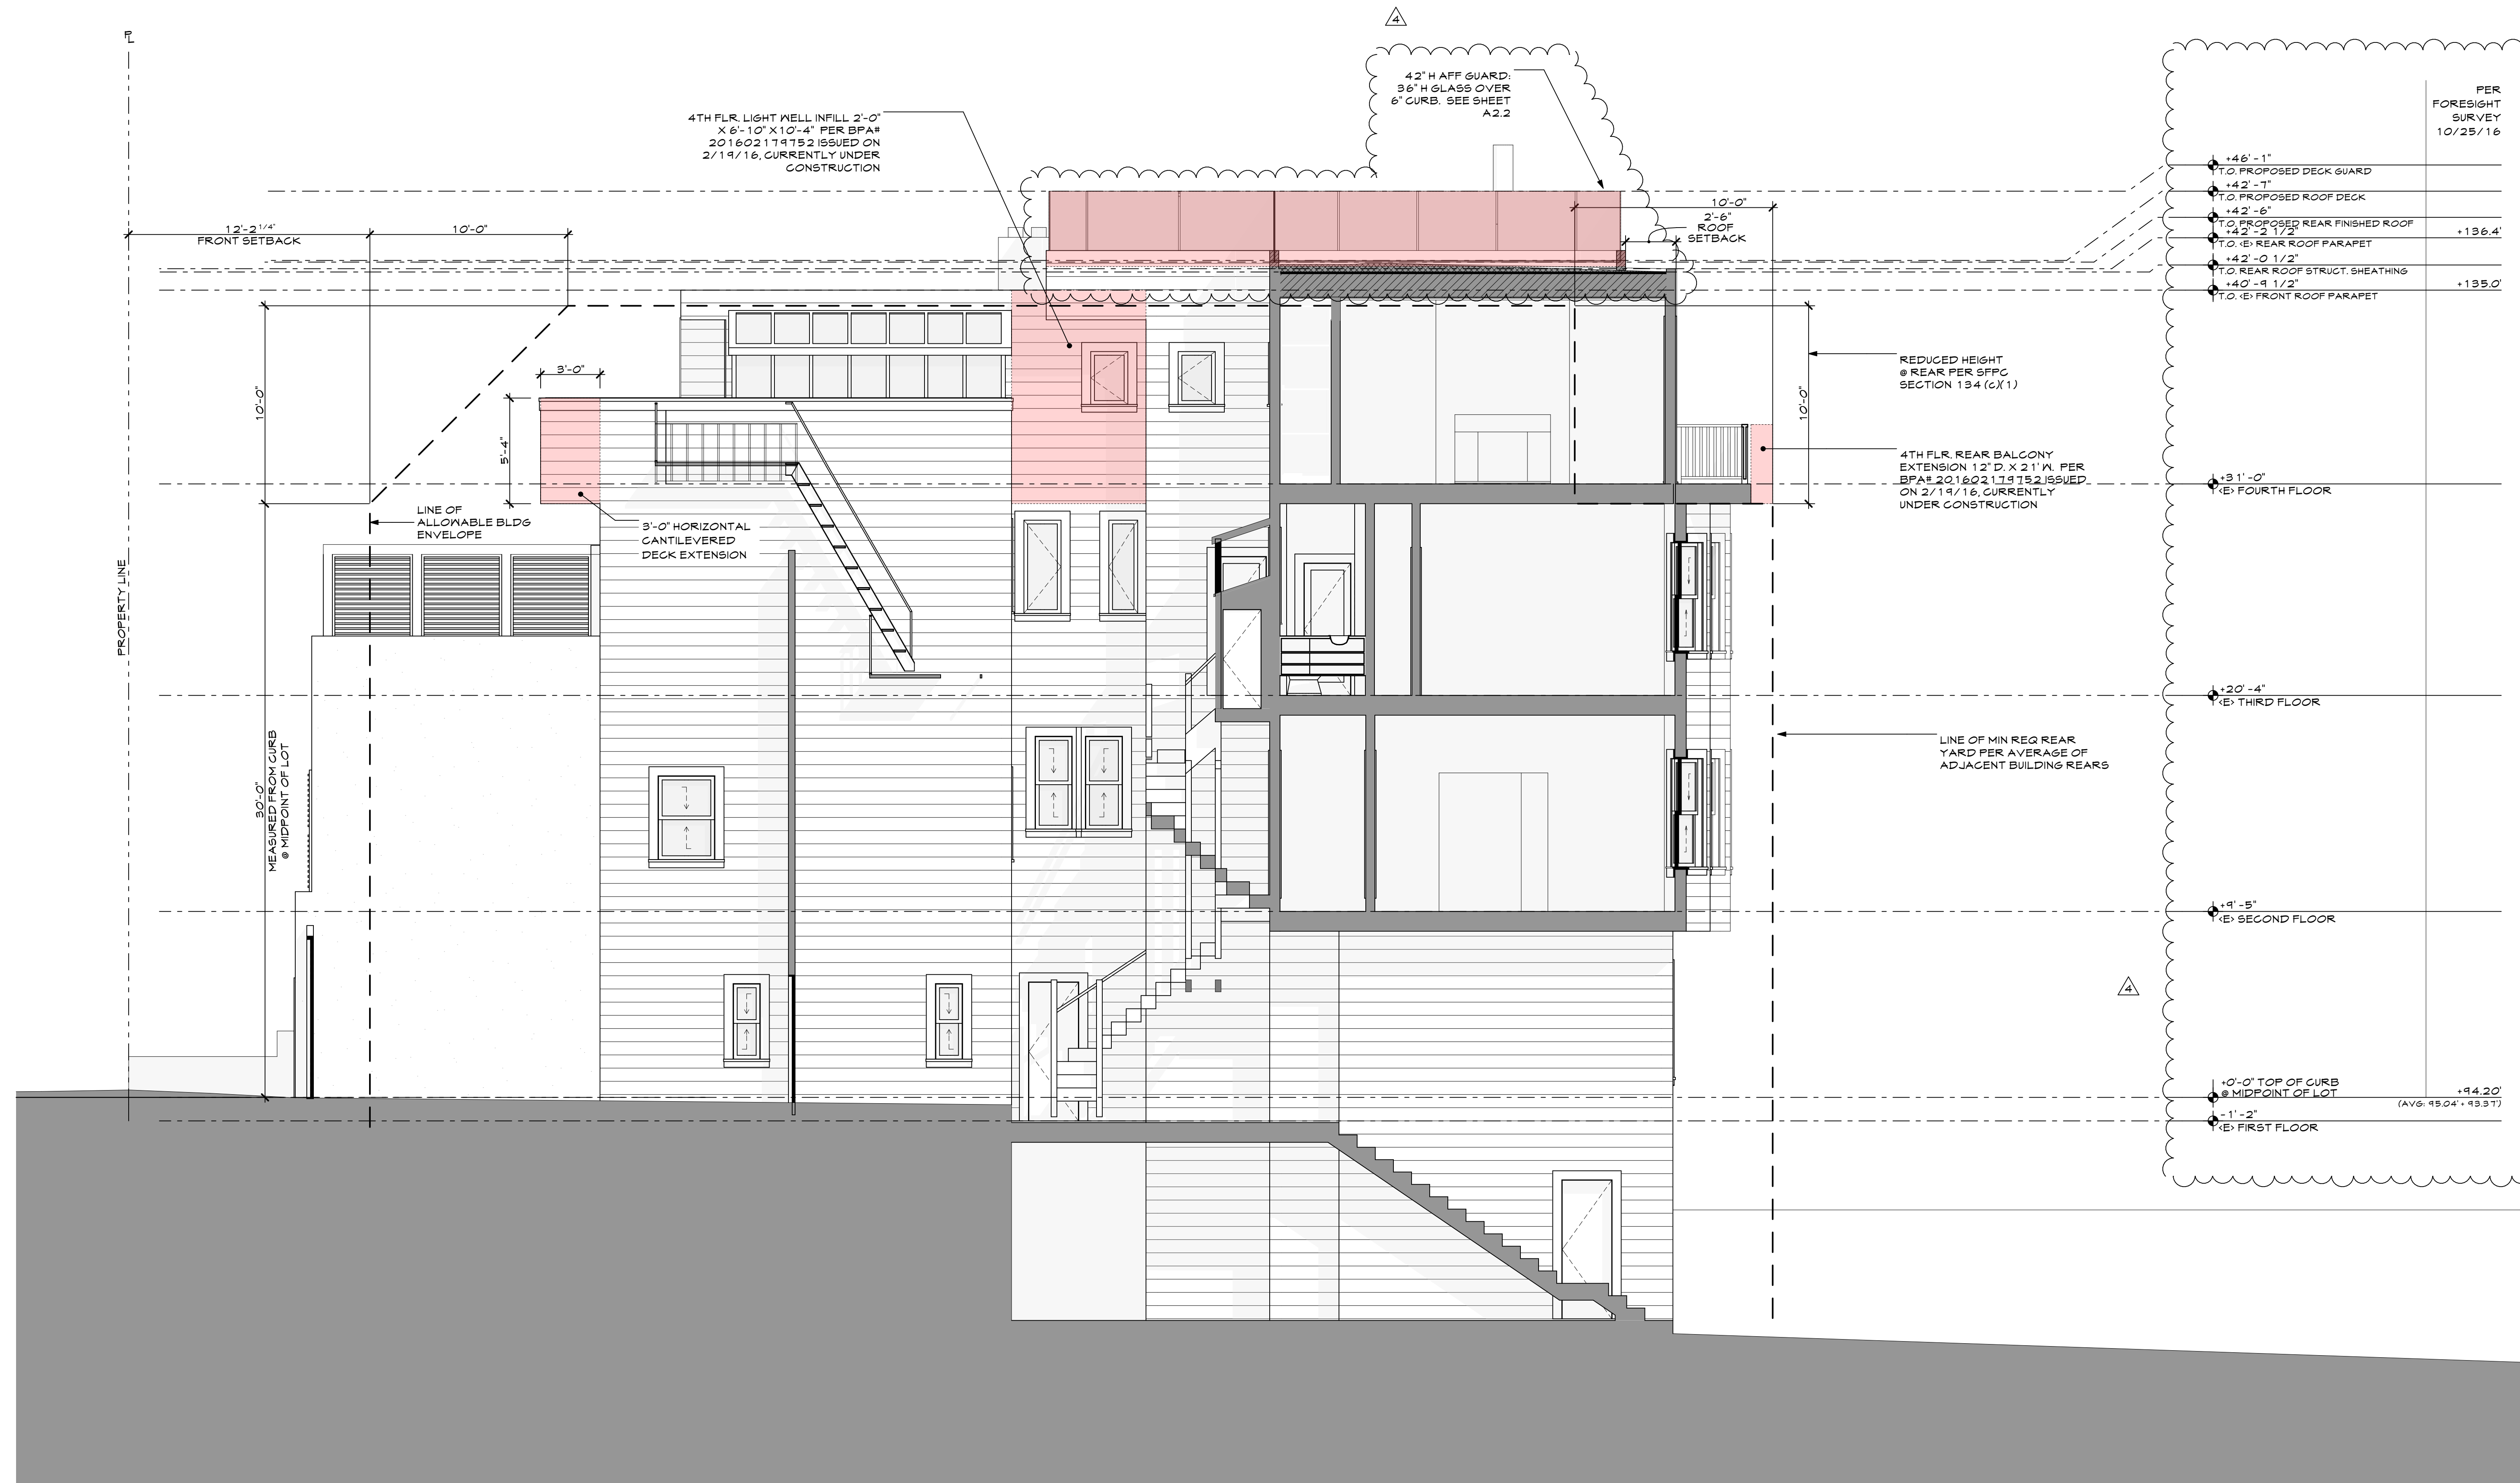 PL
4
42" H AFF GUARD:
36" H GLASS OVER
6" CURB. SEE SHEET
A2.2
4TH FLR. LIGHT WELL INFILL 2'-0"
X 6'-10" X 10'-4" PER BPA#
201602179752 ISSUED ON
2/19/16, CURRENTLY UNDER
CONSTRUCTION
PER
FORESIGHT
SURVEY
10/25/16
+46'-1"
T.O. PROPOSED DECK GUARD
+42'-7"
T.O. PROPOSED ROOF DECK
+42'-6"
T.O. PROPOSED REAR FINISHED ROOF
+42'-2 1/2"
+136.4'
T.O. <E> REAR ROOF PARAPET
+42'-0 1/2"
T.O. REAR ROOF STRUCT. SHEATHING
+40'-9 1/2"
+135.0'
T.O. <E> FRONT ROOF PARAPET
12'-2 1/4"
FRONT SETBACK
10'-0"
10'-0"
2'-6"
ROOF
SETBACK
10'-0"
3'-0"
5'-4"
10'-0"
REDUCED HEIGHT
@ REAR PER SFPC
SECTION 134 (c)(1)
4TH FLR. REAR BALCONY
EXTENSION 12" D. X 21' W. PER
BPA# 201602179752 ISSUED
ON 2/19/16, CURRENTLY
UNDER CONSTRUCTION
+31'-0"
<E> FOURTH FLOOR
LINE OF
ALLOWABLE BLDG
ENVELOPE
3'-0" HORIZONTAL
CANTILEVERED
DECK EXTENSION
PROPERTY LINE
30'-0"
MEASURED FROM CURB
@ MIDPOINT OF LOT
+20'-4"
<E> THIRD FLOOR
LINE OF MIN REQ REAR
YARD PER AVERAGE OF
ADJACENT BUILDING REARS
+9'-5"
<E> SECOND FLOOR
4
+0'-0" TOP OF CURB
@ MIDPOINT OF LOT
+94.20'
(AVG: 95.04' + 93.37')
-1'-2"
<E> FIRST FLOOR